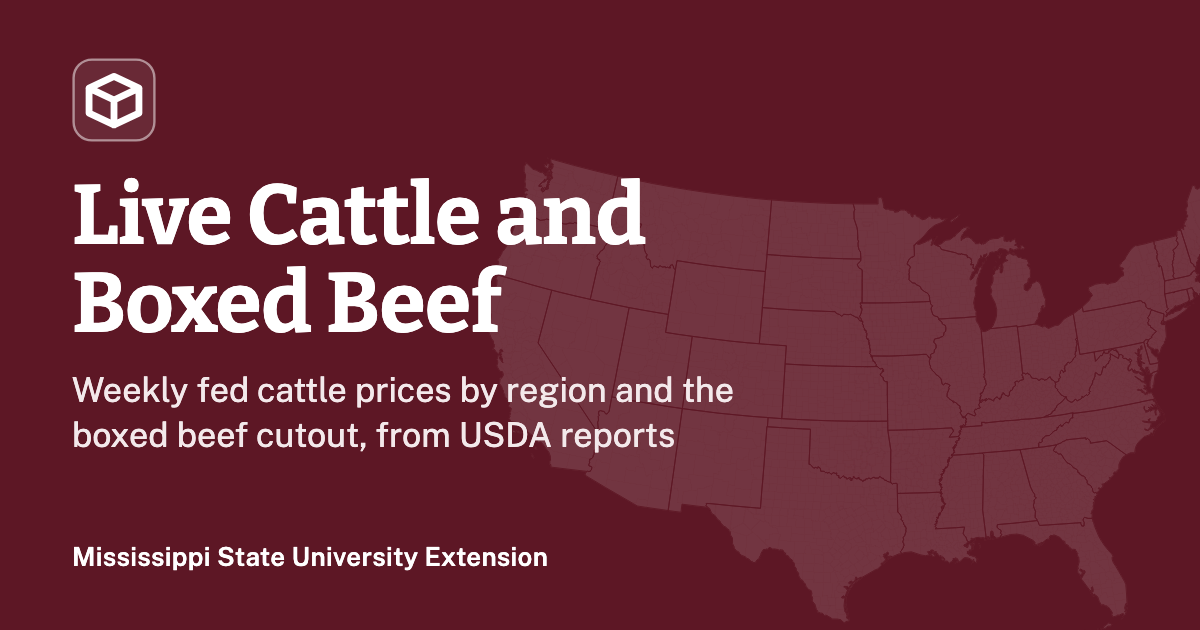 Live Cattle and
Boxed Beef
Weekly fed cattle prices by region and the
boxed beef cutout, from USDA reports
Mississippi State University Extension